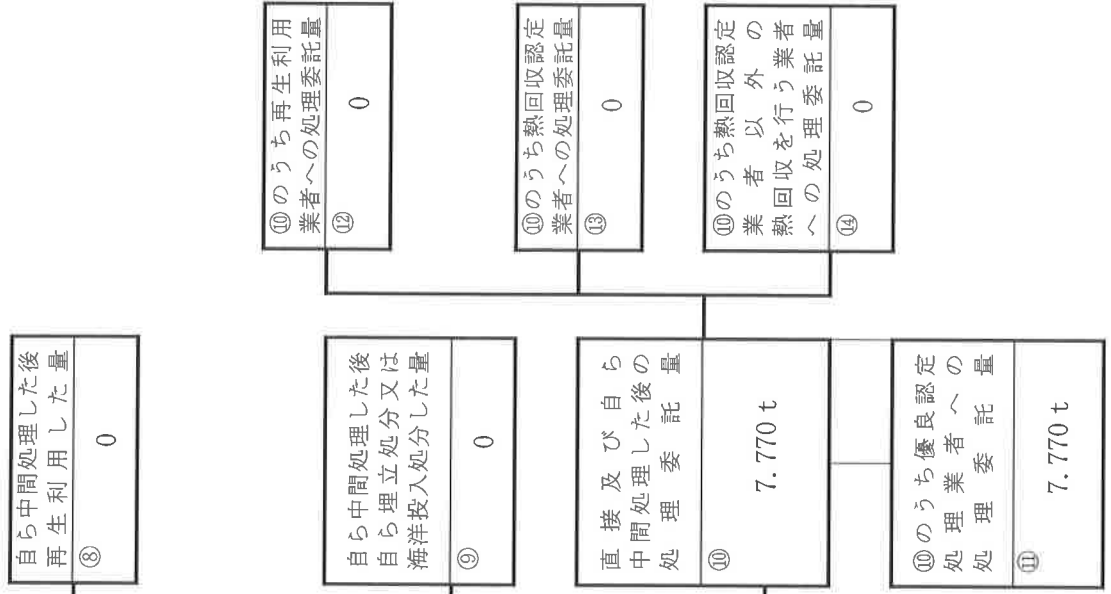 自ら中間処理した後
再生利用した量
⑧
0
自ら中間処理した後
自ら埋立処分又は
海洋投入処分した量
⑨
0
直接及び自ら
中間処理した後の
処理委託量
⑩
7.770 t
⑩のうち優良認定
処理業者への
処理委託量
⑪
7.770 t
⑩のうち再生利用
業者への処理委託量
⑫
0
⑩のうち熱回収認定
業者への処理委託量
⑬
0
⑩のうち熱回収認定
業者以外の
熱回収を行う業者
への処理委託量
⑭
0